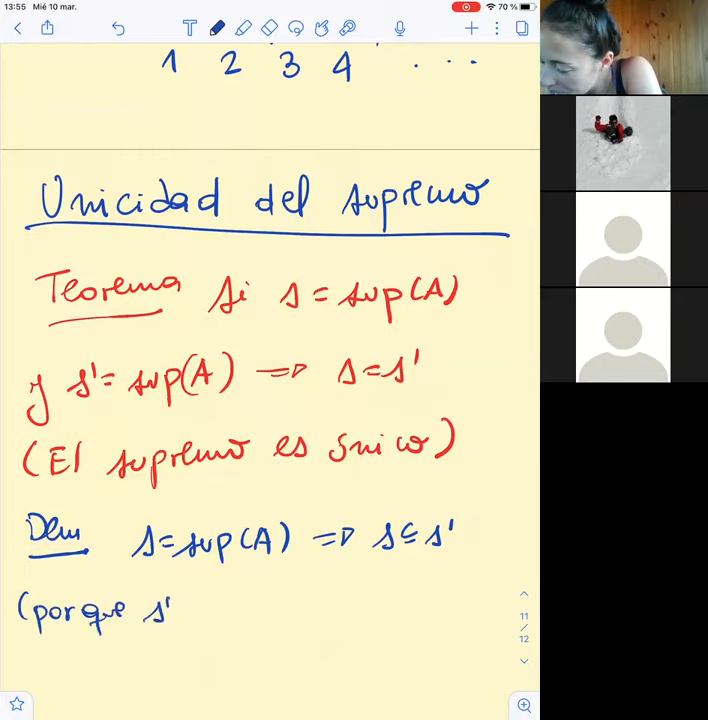 13:55 Mié 10 mar.
70 %
1 2 3 4 . . .
Unicidad del supremo
Teorema Si s = sup(A)
y s' = sup(A) ⇒ s = s'
(El supremo es único)
Dem s = sup(A) ⇒ s ≤ s'
(porque s'
11
/
12